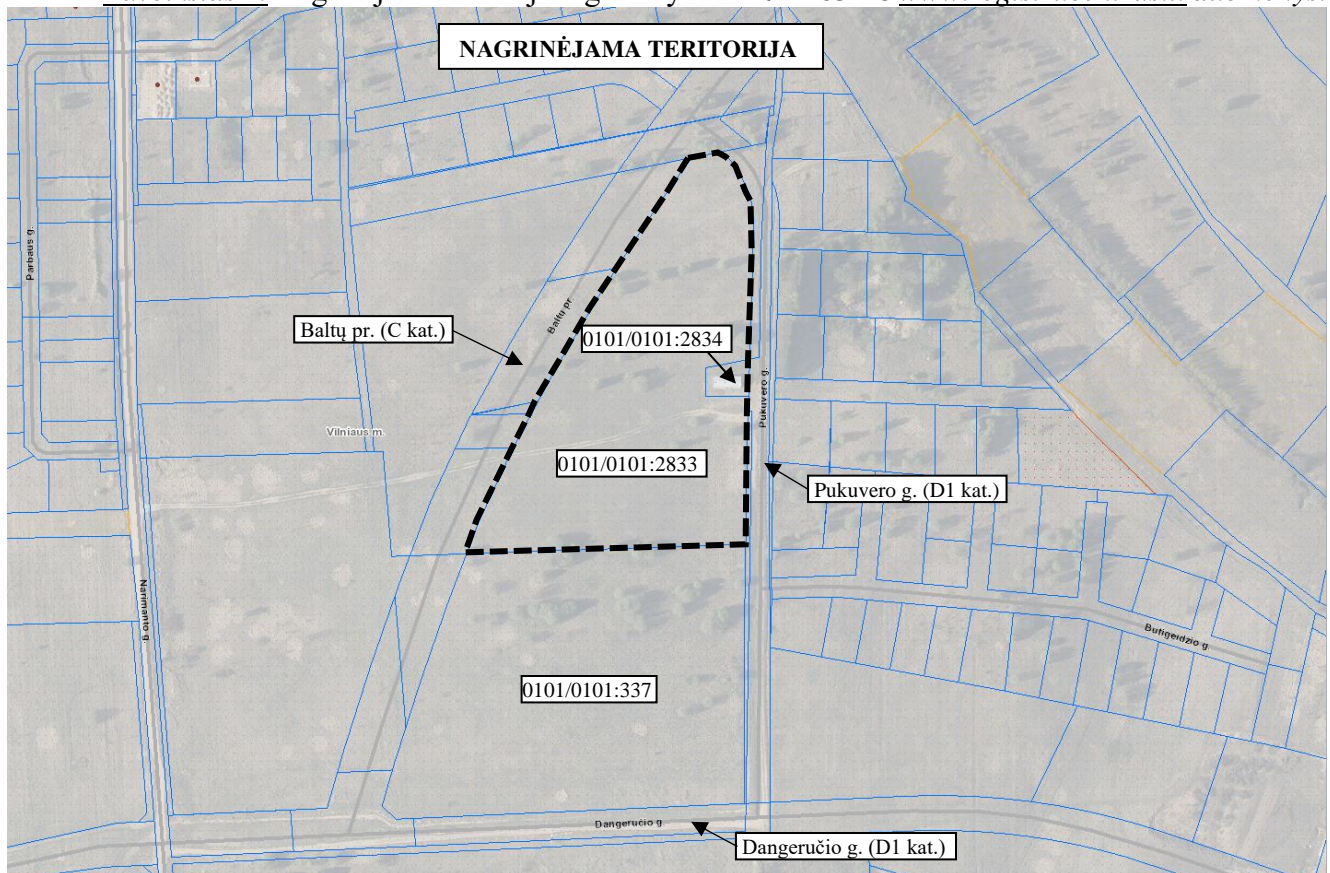 NAGRINĖJAMA TERITORIJA
Parbaus g.
Baltų pr. (C kat.)
Baltų pr.
0101/0101:2834
Pukuvero g.
Vilniaus m.
0101/0101:2833
Pukuvero g. (D1 kat.)
Narimanto g.
Butigeidžio g.
0101/0101:337
Dangeručio g.
Dangeručio g. (D1 kat.)